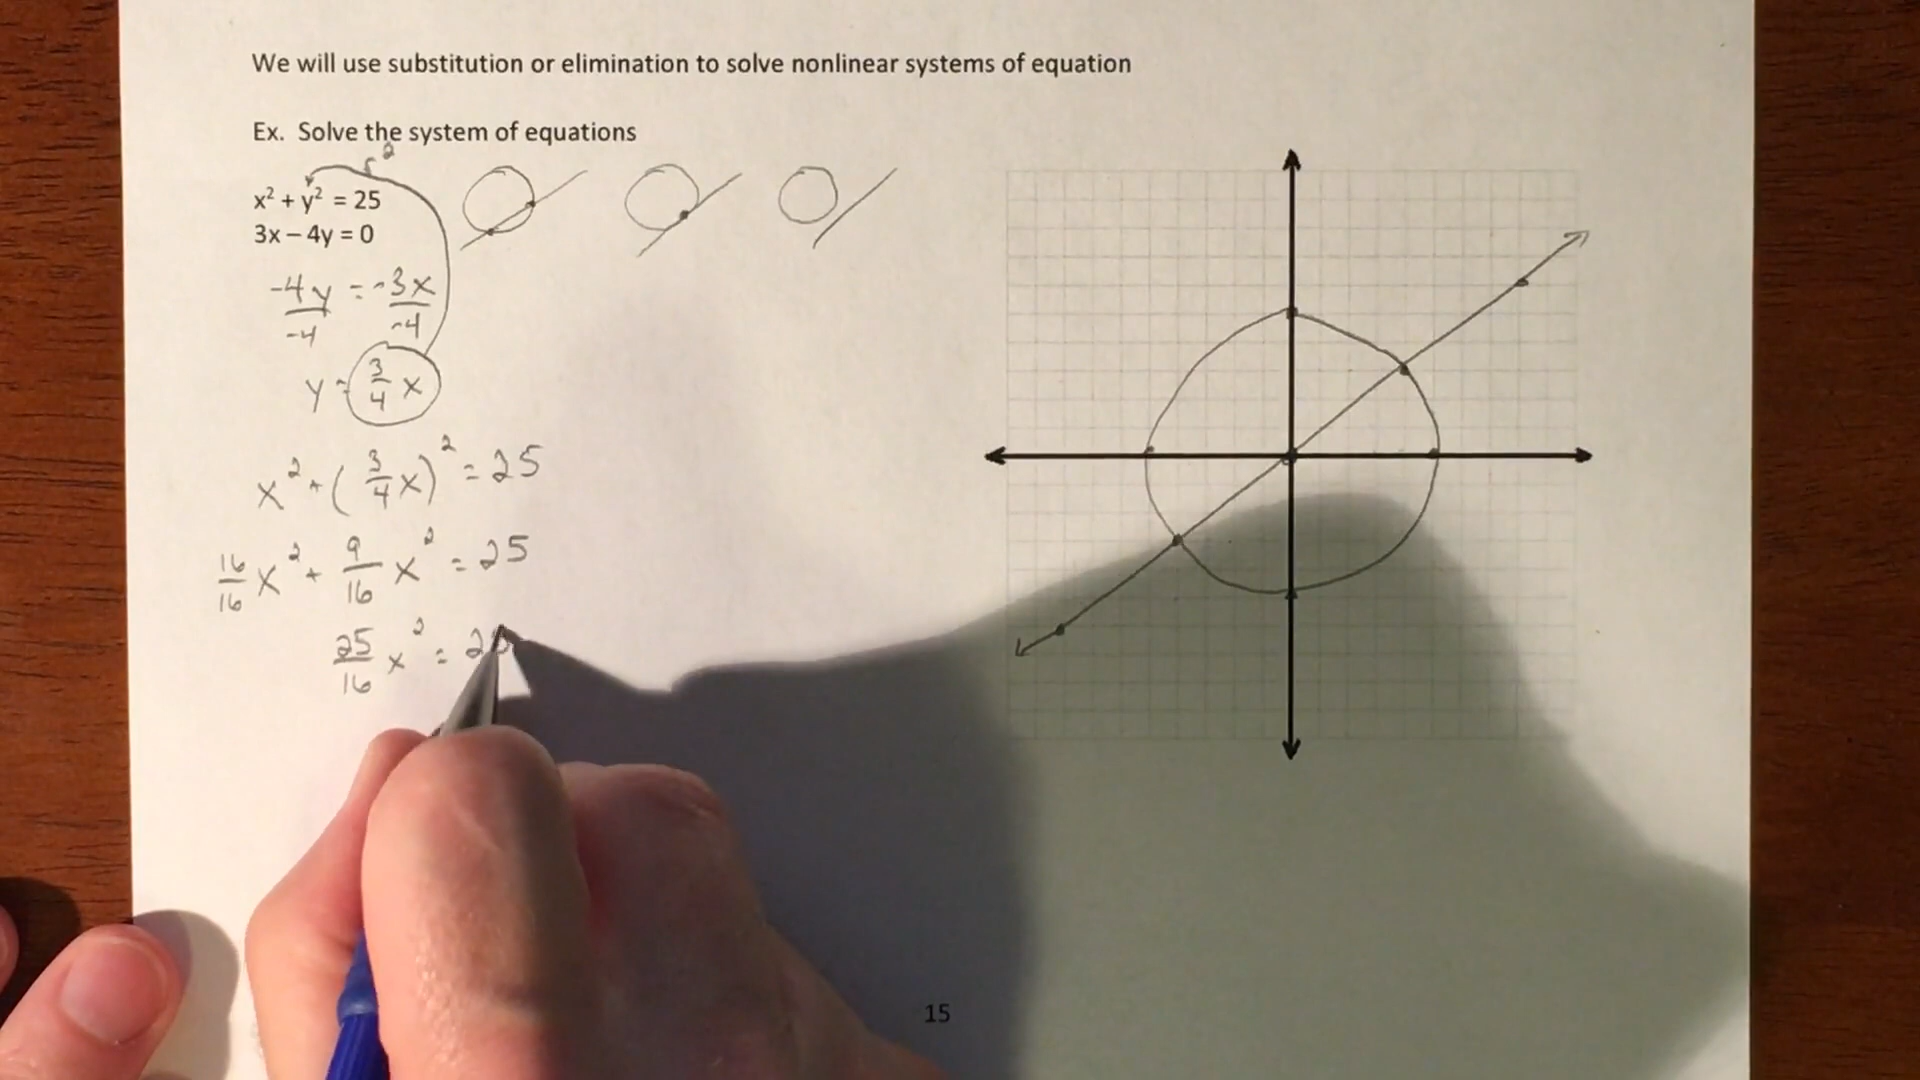 We will use substitution or elimination to solve nonlinear systems of equation
Ex. Solve the system of equations
x² + y² = 25
3x – 4y = 0
-4y = -3x
-4 -4
y = 3/4 x
x² + (3/4 x)² = 25
16/16 x² + 9/16 x² = 25
25/16 x² = 25
15